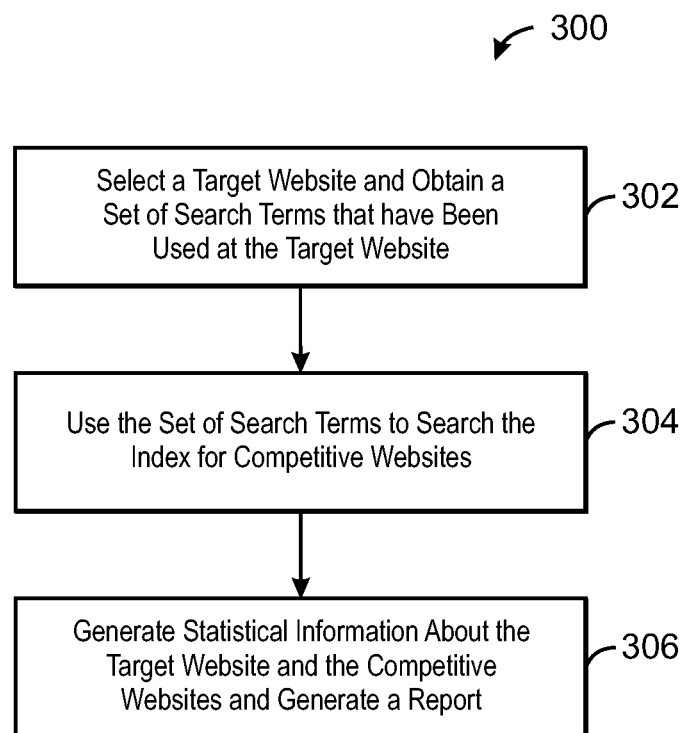 300
Select a Target Website and Obtain a
Set of Search Terms that have Been
Used at the Target Website
302
Use the Set of Search Terms to Search the
Index for Competitive Websites
304
Generate Statistical Information About the
Target Website and the Competitive
Websites and Generate a Report
306